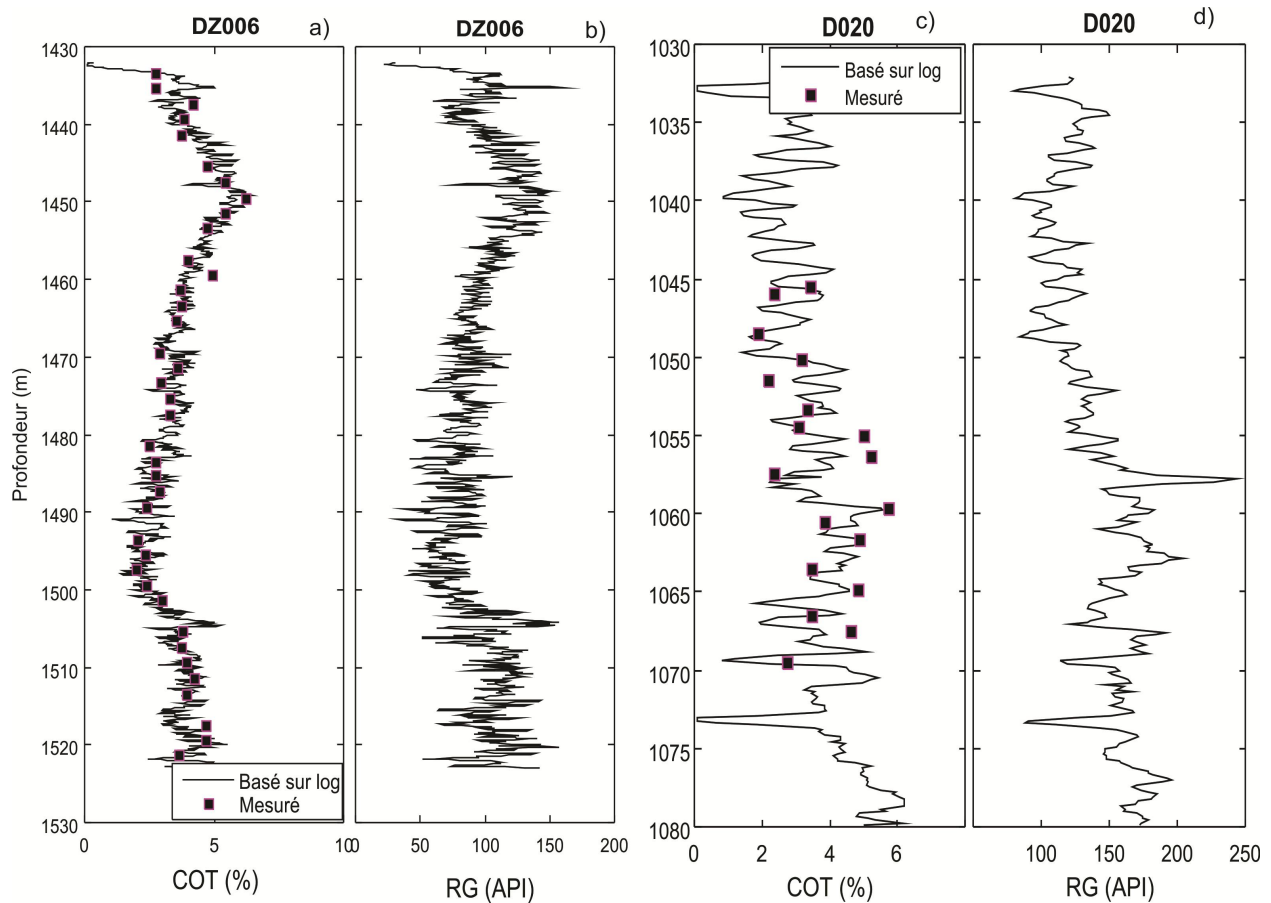 DZ006
a)
DZ006
b)
D020
c)
D020
d)
Profondeur (m)
1430
1440
1450
1460
1470
1480
1490
1500
1510
1520
1530
Basé sur log
Mesuré
0
5
10
COT (%)
0
50
100
150
200
RG (API)
1030
1035
1040
1045
1050
1055
1060
1065
1070
1075
1080
Basé sur log
Mesuré
0
2
4
6
COT (%)
100
150
200
250
RG (API)